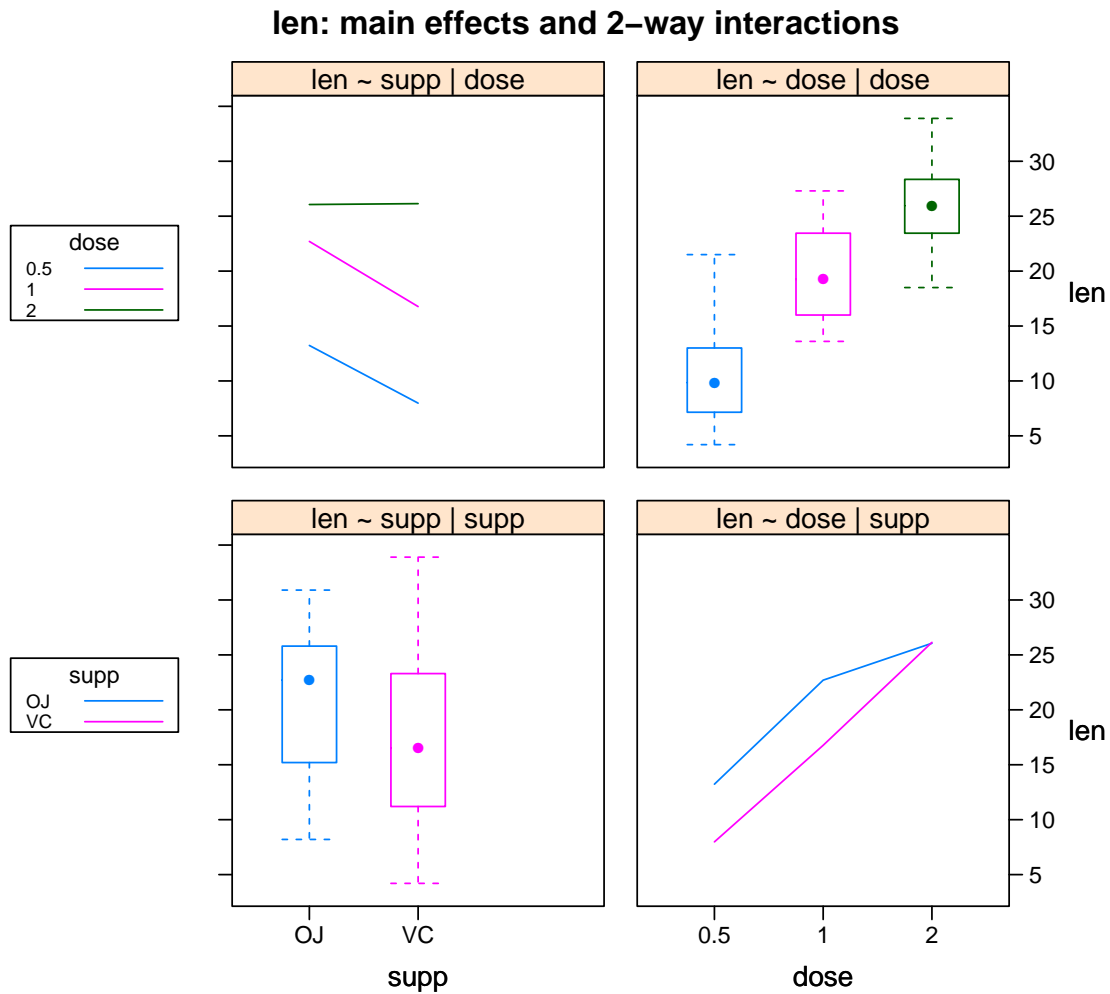 len: main effects and 2–way interactions
len ~ supp | dose
len ~ dose | dose
dose
0.5
1
2
30
25
20
15
10
5
len
len ~ supp | supp
len ~ dose | supp
supp
OJ
VC
30
25
20
15
10
5
len
OJ VC
0.5 1 2
supp
dose